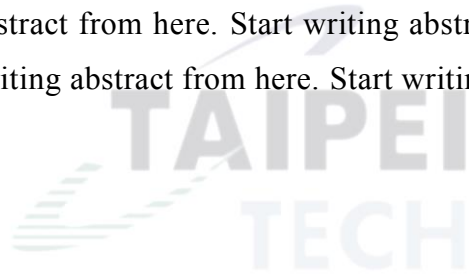 stract from here. Start writing abstr
iting abstract from here. Start writin
TAIPEI
TECH